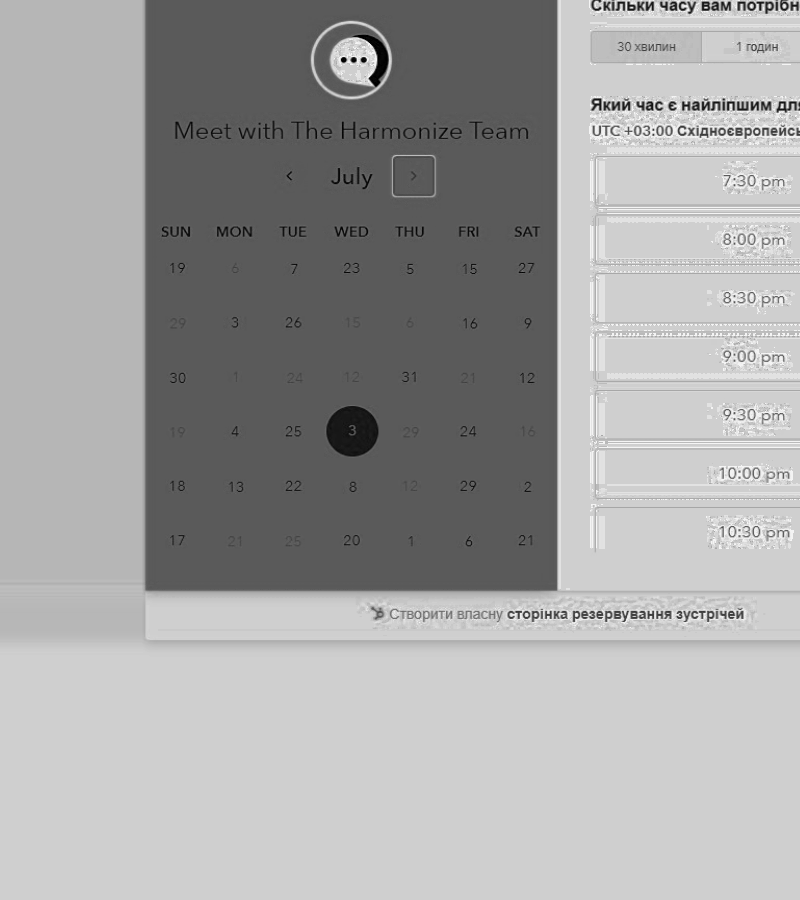 Meet with The Harmonize Team
July
SUN MON TUE WED THU FRI SAT
19 6 7 23 5 15 27
29 3 26 15 6 16 9
30 1 24 12 31 21 12
19 4 25 3 29 24 16
18 13 22 8 12 29 2
17 21 25 20 1 6 21
Скільки часу вам потрібн
30 хвилин 1 годин
Який час є найліпшим для
UTC +03:00 Східноєвропейсь
7:30 pm
8:00 pm
8:30 pm
9:00 pm
9:30 pm
10:00 pm
10:30 pm
Створити власну сторінка резервування зустрічей